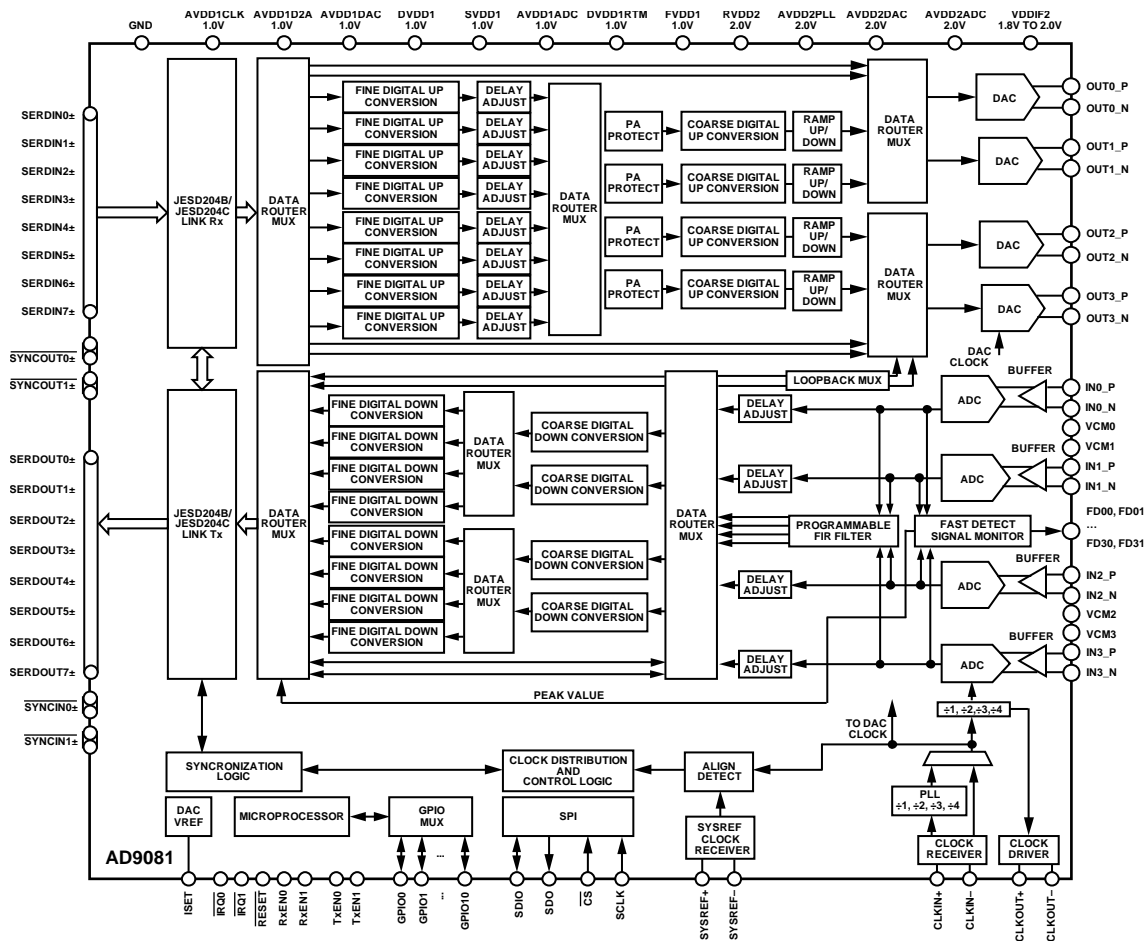 GND
AVDD1CLK
1.0V
AVDD1D2A
1.0V
AVDD1DAC
1.0V
DVDD1
1.0V
SVDD1
1.0V
AVDD1ADC
1.0V
DVDD1RTM
1.0V
FVDD1
1.0V
RVDD2
2.0V
AVDD2PLL
2.0V
AVDD2DAC
2.0V
AVDD2ADC
2.0V
VDDIF2
1.8V TO 2.0V
SERDIN0±
SERDIN1±
SERDIN2±
SERDIN3±
SERDIN4±
SERDIN5±
SERDIN6±
SERDIN7±
SYNCOUT0±
SYNCOUT1±
JESD204B/
JESD204C
LINK Rx
DATA
ROUTER
MUX
FINE DIGITAL UP
CONVERSION
FINE DIGITAL UP
CONVERSION
FINE DIGITAL UP
CONVERSION
FINE DIGITAL UP
CONVERSION
FINE DIGITAL UP
CONVERSION
FINE DIGITAL UP
CONVERSION
FINE DIGITAL UP
CONVERSION
FINE DIGITAL UP
CONVERSION
DELAY
ADJUST
DELAY
ADJUST
DELAY
ADJUST
DELAY
ADJUST
DELAY
ADJUST
DELAY
ADJUST
DELAY
ADJUST
DELAY
ADJUST
DATA
ROUTER
MUX
PA
PROTECT
PA
PROTECT
PA
PROTECT
PA
PROTECT
COARSE DIGITAL
UP CONVERSION
COARSE DIGITAL
UP CONVERSION
COARSE DIGITAL
UP CONVERSION
COARSE DIGITAL
UP CONVERSION
RAMP
UP/
DOWN
RAMP
UP/
DOWN
RAMP
UP/
DOWN
RAMP
UP/
DOWN
DATA
ROUTER
MUX
DATA
ROUTER
MUX
DAC
DAC
DAC
DAC
OUT0_P
OUT0_N
OUT1_P
OUT1_N
OUT2_P
OUT2_N
OUT3_P
OUT3_N
DAC
CLOCK
LOOPBACK MUX
SERDOUT0±
SERDOUT1±
SERDOUT2±
SERDOUT3±
SERDOUT4±
SERDOUT5±
SERDOUT6±
SERDOUT7±
SYNCIN0±
SYNCIN1±
JESD204B/
JESD204C
LINK Tx
DATA
ROUTER
MUX
FINE DIGITAL DOWN
CONVERSION
FINE DIGITAL DOWN
CONVERSION
FINE DIGITAL DOWN
CONVERSION
FINE DIGITAL DOWN
CONVERSION
FINE DIGITAL DOWN
CONVERSION
FINE DIGITAL DOWN
CONVERSION
FINE DIGITAL DOWN
CONVERSION
FINE DIGITAL DOWN
CONVERSION
DATA
ROUTER
MUX
DATA
ROUTER
MUX
COARSE DIGITAL
DOWN CONVERSION
COARSE DIGITAL
DOWN CONVERSION
COARSE DIGITAL
DOWN CONVERSION
COARSE DIGITAL
DOWN CONVERSION
DATA
ROUTER
MUX
DELAY
ADJUST
DELAY
ADJUST
DELAY
ADJUST
DELAY
ADJUST
PROGRAMMABLE
FIR FILTER
FAST DETECT
SIGNAL MONITOR
ADC
ADC
ADC
ADC
BUFFER
BUFFER
BUFFER
BUFFER
IN0_P
IN0_N
VCM0
VCM1
IN1_P
IN1_N
FD00, FD01
...
FD30, FD31
IN2_P
IN2_N
VCM2
VCM3
IN3_P
IN3_N
PEAK VALUE
÷1, ÷2,÷3,÷4
TO DAC
CLOCK
SYNCRONIZATION
LOGIC
CLOCK DISTRIBUTION
AND
CONTROL LOGIC
ALIGN
DETECT
PLL
÷1, ÷2, ÷3, ÷4
DAC
VREF
MICROPROCESSOR
GPIO
MUX
...
SPI
SYSREF
CLOCK
RECEIVER
CLOCK
RECEIVER
CLOCK
DRIVER
AD9081
ISET
IRQ0
IRQ1
RESET
RxEN0
RxEN1
TxEN0
TxEN1
GPIO0
GPIO1
...
GPIO10
SDIO
SDO
CS
SCLK
SYSREF+
SYSREF–
CLKIN+
CLKIN–
CLKOUT+
CLKOUT–